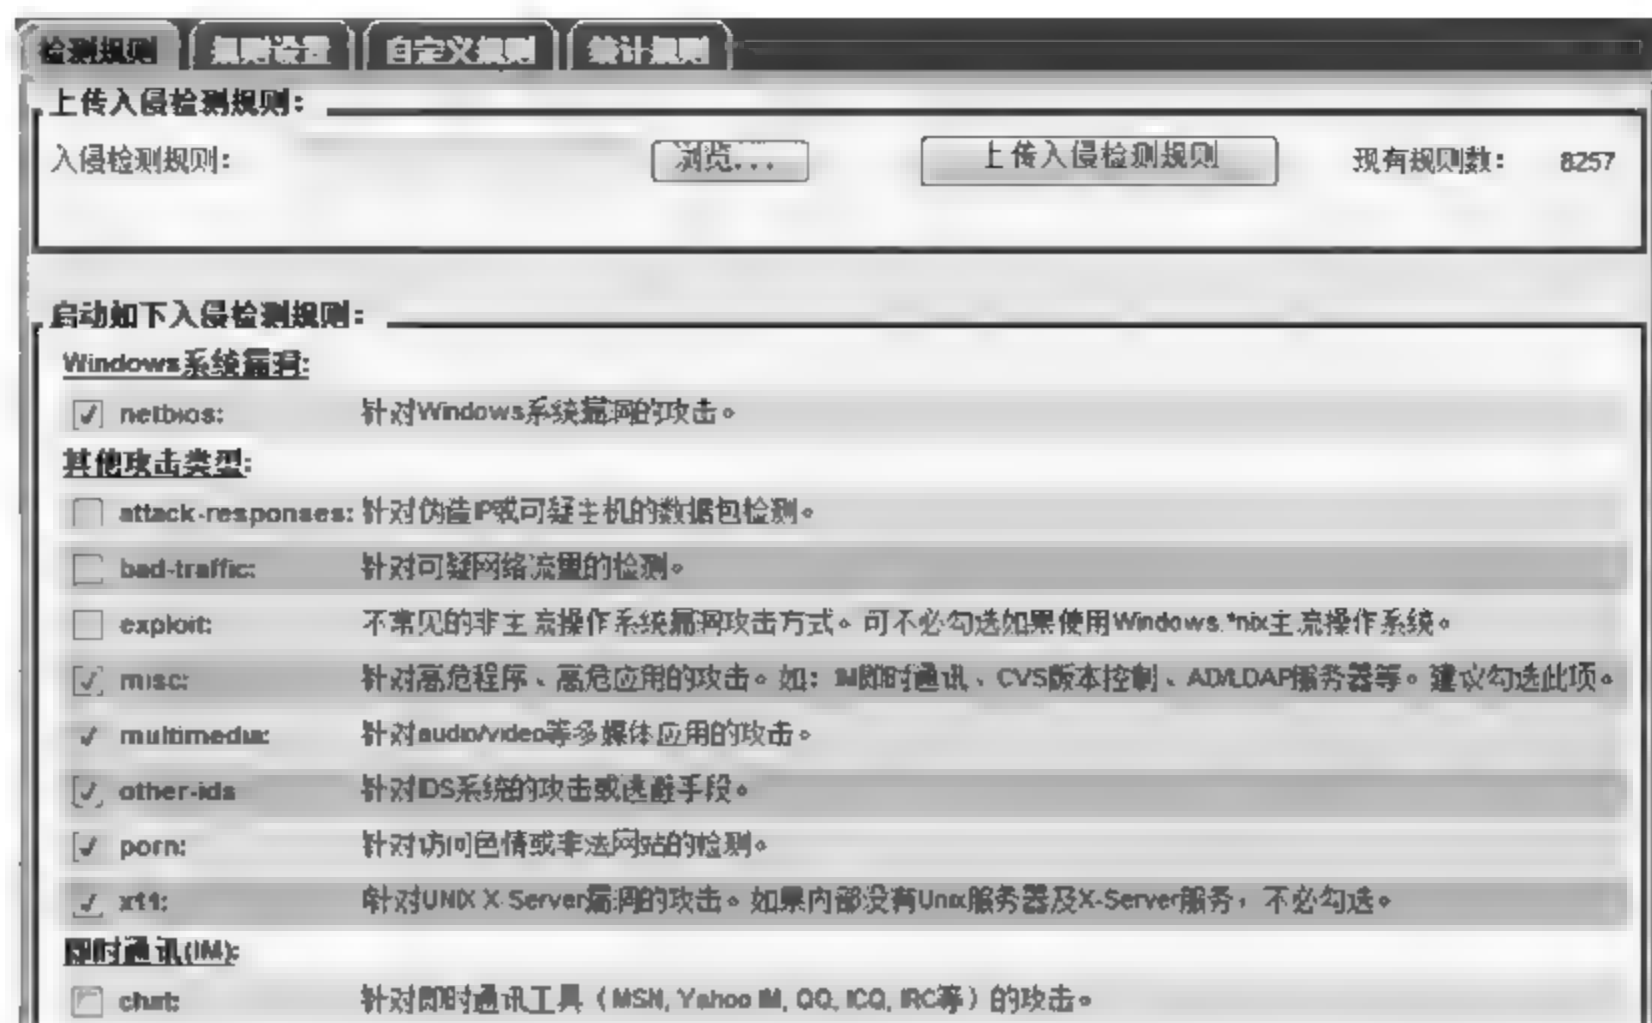 检测规则 规则设置 自定义规则 统计规则
上传入侵检测规则:
入侵检测规则: 浏览... 上传入侵检测规则 现有规则数: 8257
启动如下入侵检测规则:
Windows系统漏洞:
netbios: 针对Windows系统漏洞的攻击。
其他攻击类型:
attack-responses: 针对伪造IP或可疑主机的数据包检测。
bad-traffic: 针对可疑网络流量的检测。
exploit: 不常见的非主流操作系统漏洞攻击方式。可不必勾选如果使用Windows,*nix主流操作系统。
misc: 针对高危程序、高危应用的攻击。如: IM即时通讯、CVS版本控制、AD/LDAP服务器等。建议勾选此项。
multimedia: 针对audio/video等多媒体应用的攻击。
other-ids 针对IDS系统的攻击或逃避手段。
porn: 针对访问色情或非法网站的检测。
x11: 针对UNIX X-Server漏洞的攻击。如果内部没有Unix服务器及X-Server服务，不必勾选。
即时通讯(IM):
chat: 针对即时通讯工具（MSN, Yahoo IM, QQ, ICQ, IRC等）的攻击。